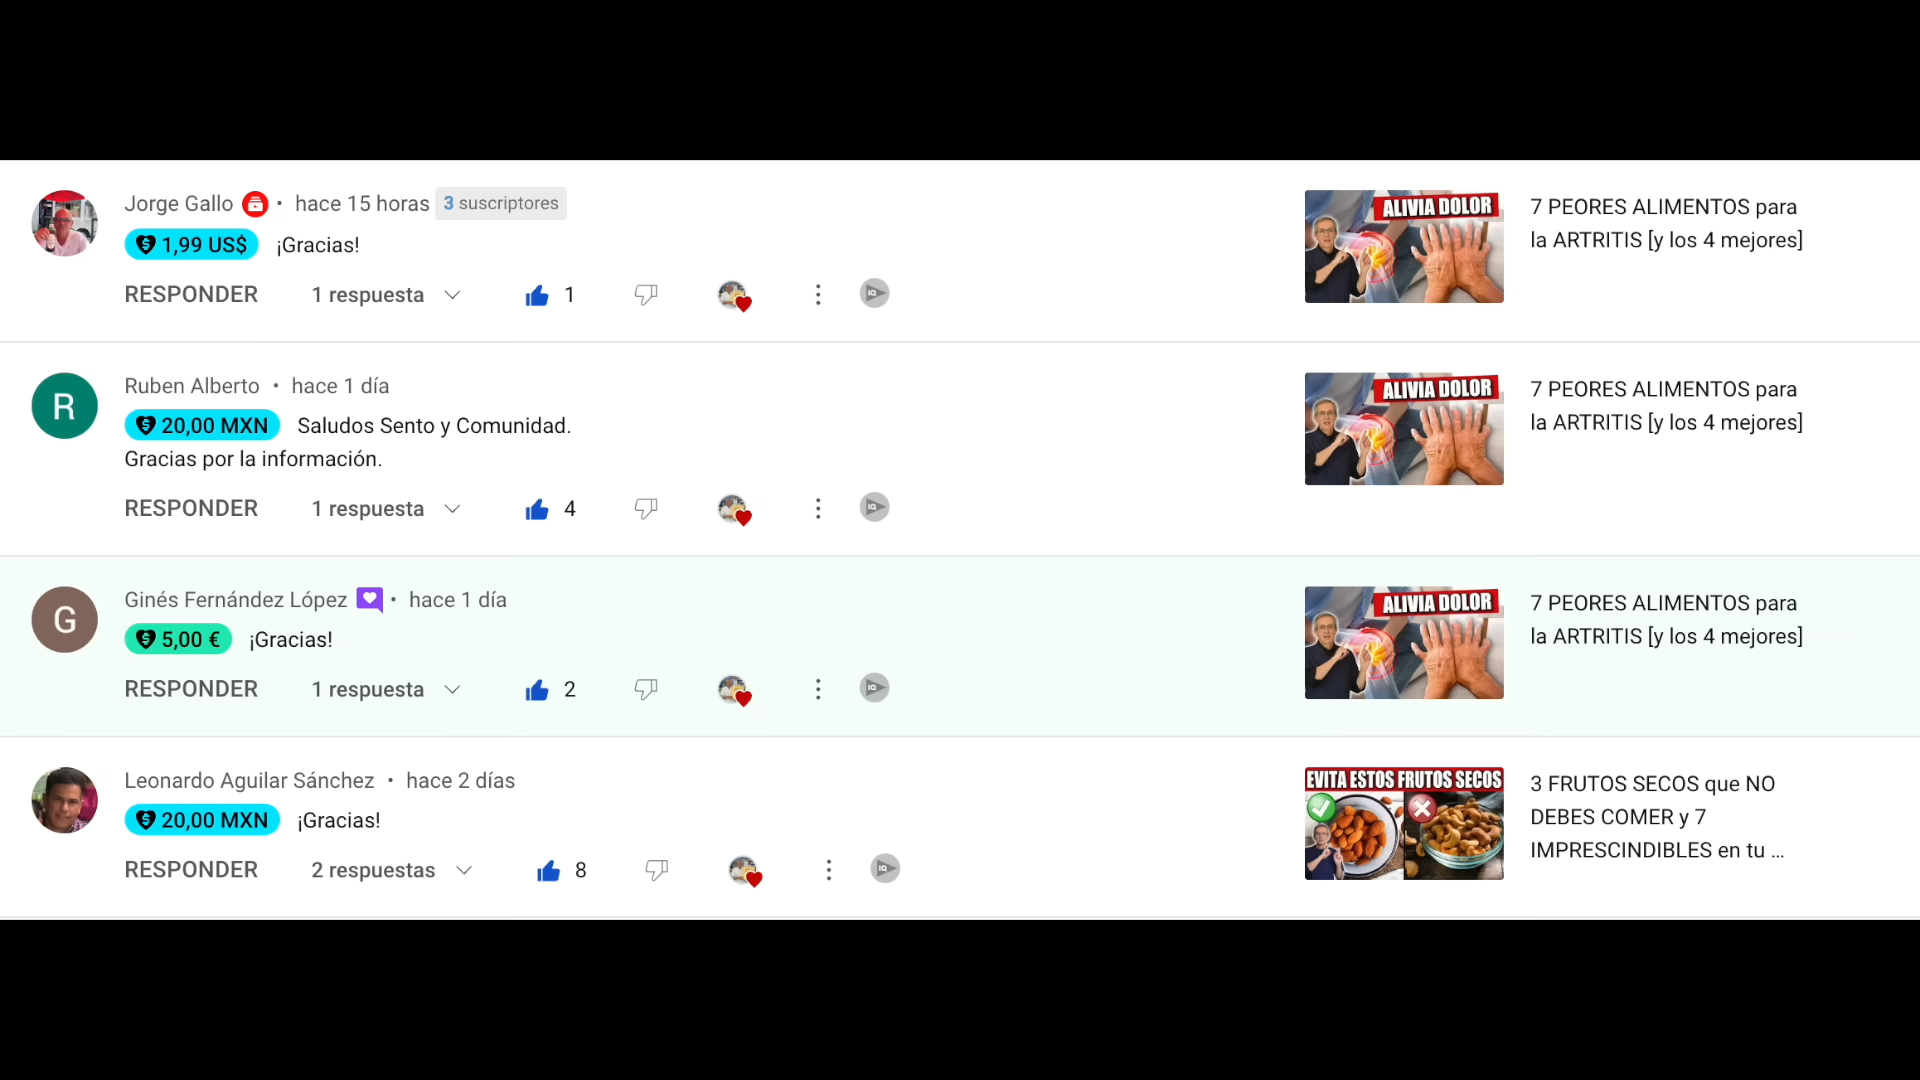 Jorge Gallo • hace 15 horas 3 suscriptores
1,99 US$ ¡Gracias!
RESPONDER 1 respuesta 1
ALIVIA DOLOR
7 PEORES ALIMENTOS para
la ARTRITIS [y los 4 mejores]
R
Ruben Alberto • hace 1 día
20,00 MXN Saludos Sento y Comunidad.
Gracias por la información.
RESPONDER 1 respuesta 4
ALIVIA DOLOR
7 PEORES ALIMENTOS para
la ARTRITIS [y los 4 mejores]
G
Ginés Fernández López • hace 1 día
5,00 € ¡Gracias!
RESPONDER 1 respuesta 2
ALIVIA DOLOR
7 PEORES ALIMENTOS para
la ARTRITIS [y los 4 mejores]
Leonardo Aguilar Sánchez • hace 2 días
20,00 MXN ¡Gracias!
RESPONDER 2 respuestas 8
EVITA ESTOS FRUTOS SECOS
3 FRUTOS SECOS que NO
DEBES COMER y 7
IMPRESCINDIBLES en tu ...